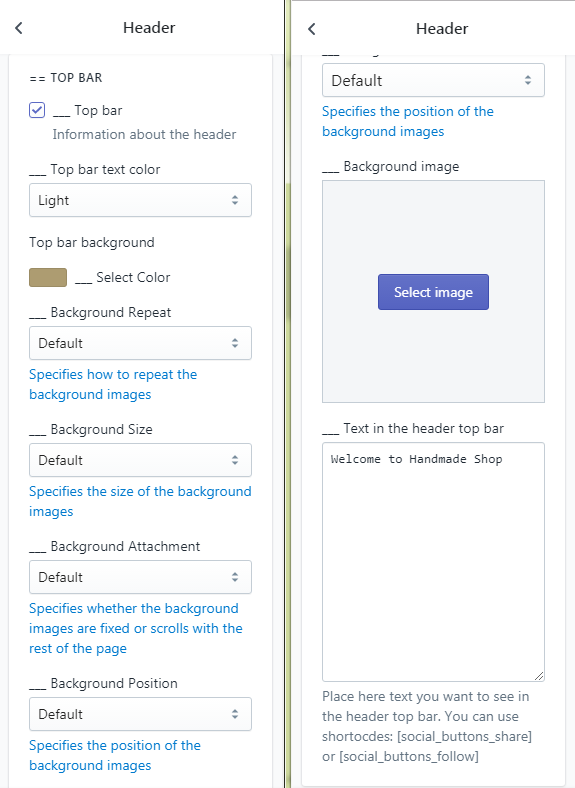 Header
== TOP BAR
___ Top bar
Information about the header
___ Top bar text color
Light
Top bar background
___ Select Color
___ Background Repeat
Default
Specifies how to repeat the
background images
___ Background Size
Default
Specifies the size of the background
images
___ Background Attachment
Default
Specifies whether the background
images are fixed or scrolls with the
rest of the page
___ Background Position
Default
Specifies the position of the
background images
Header
Default
Specifies the position of the
background images
___ Background image
Select image
___ Text in the header top bar
Welcome to Handmade Shop
Place here text you want to see in
the header top bar. You can use
shortocdes: [social_buttons_share]
or [social_buttons_follow]